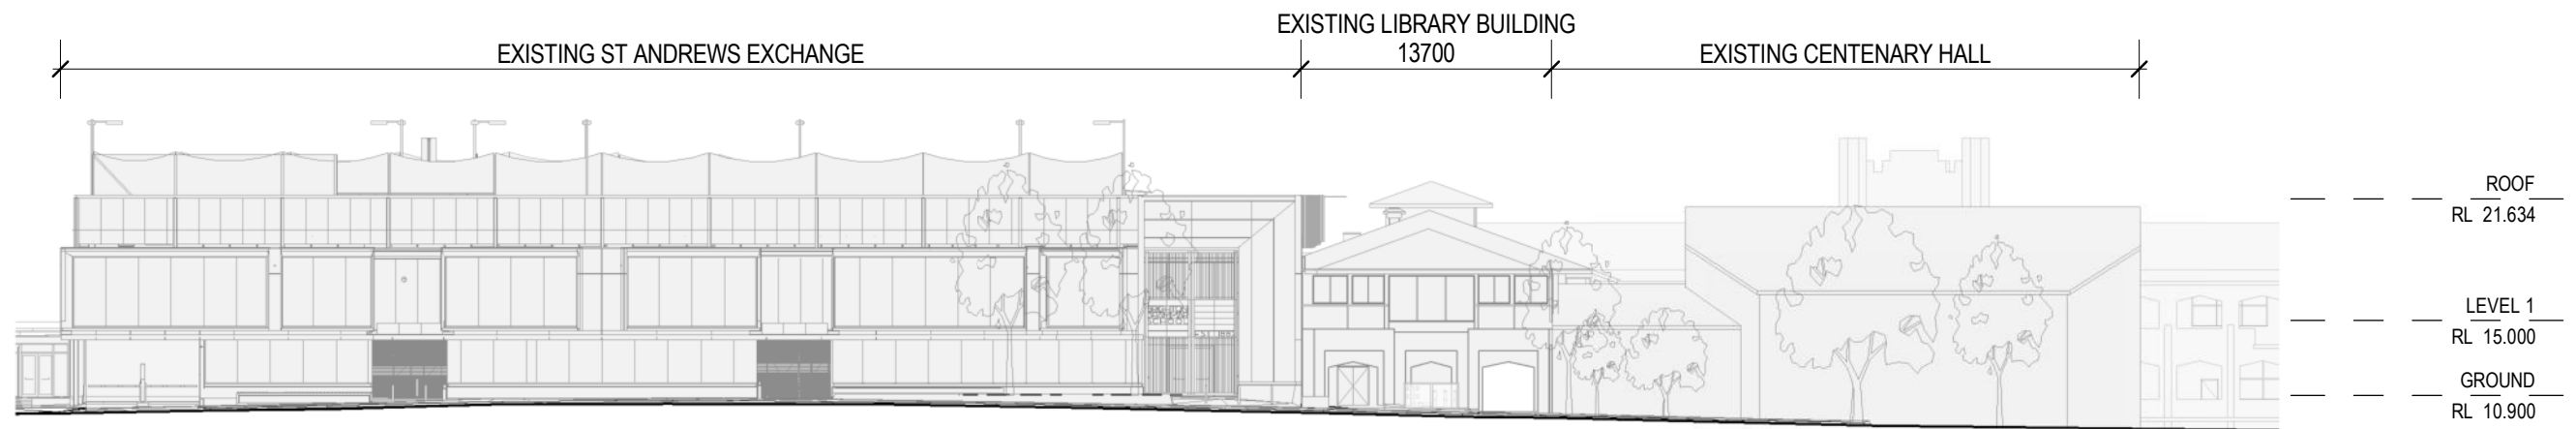 EXISTING LIBRARY BUILDING
EXISTING ST ANDREWS EXCHANGE
13700
EXISTING CENTENARY HALL
ROOF
RL 21.634
LEVEL 1
RL 15.000
GROUND
RL 10.900